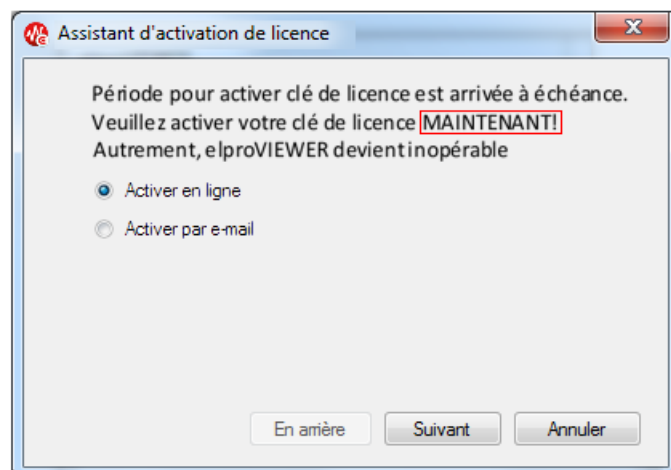 Assistant d'activation de licence
Période pour activer clé de licence est arrivée à échéance.
Veuillez activer votre clé de licence MAINTENANT!
Autrement, elproVIEWER devient inopérable
Activer en ligne
Activer par e-mail
En arrière
Suivant
Annuler